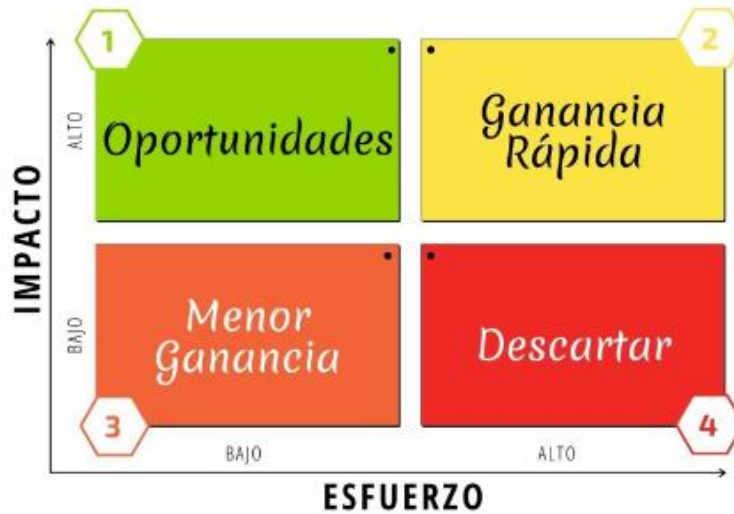 1
2
IMPACTO
ALTO
Oportunidades
Ganancia
Rápida
BAJO
Menor
Ganancia
Descartar
3
4
BAJO
ALTO
ESFUERZO